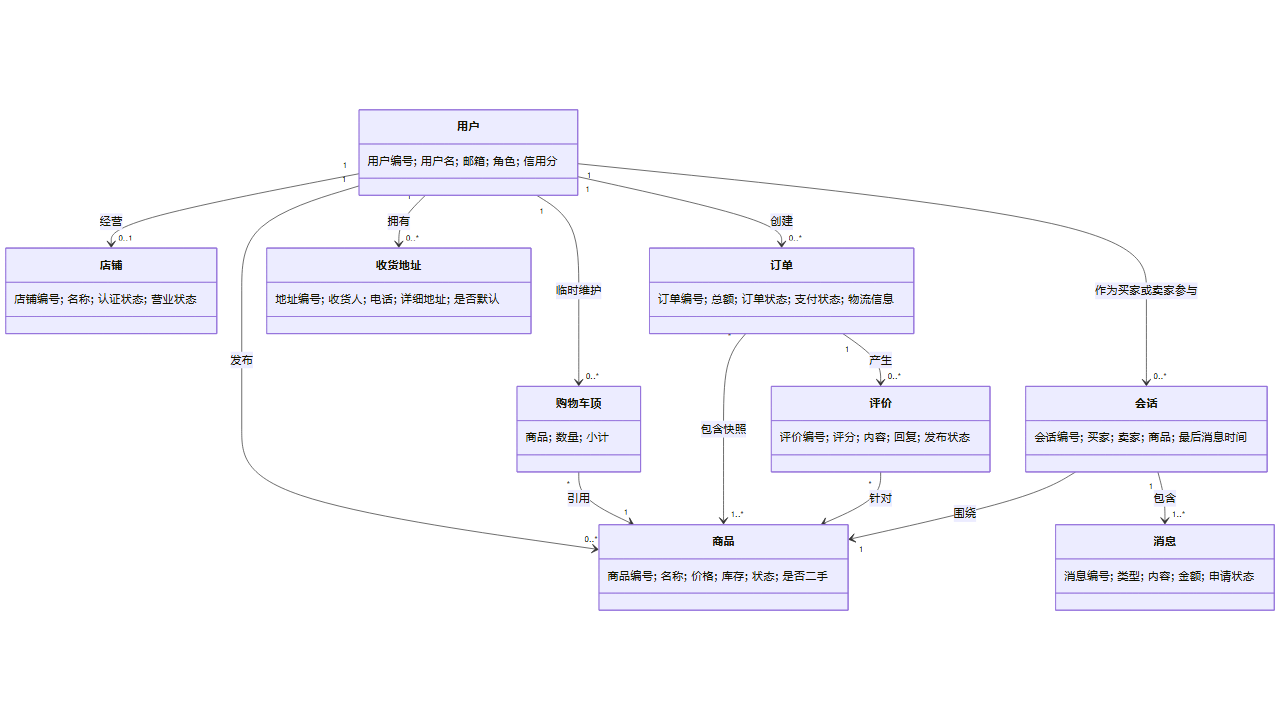 用户
用户编号; 用户名; 邮箱; 角色; 信用分
1
1
1
1
1
1
经营
拥有
创建
0..1
0..*
0..*
店铺
店铺编号; 名称; 认证状态; 营业状态
收货地址
地址编号; 收货人; 电话; 详细地址; 是否默认
订单
订单编号; 总额; 订单状态; 支付状态; 物流信息
临时维护
作为买家或卖家参与
*
1
发布
产生
0..*
0..*
0..*
购物车顶
商品; 数量; 小计
包含快照
评价
评价编号; 评分; 内容; 回复; 发布状态
会话
会话编号; 买家; 卖家; 商品; 最后消息时间
*
*
1
引用
针对
包含
1
1..*
围绕
1..*
0..*
1
商品
商品编号; 名称; 价格; 库存; 状态; 是否二手
消息
消息编号; 类型; 内容; 金额; 申请状态